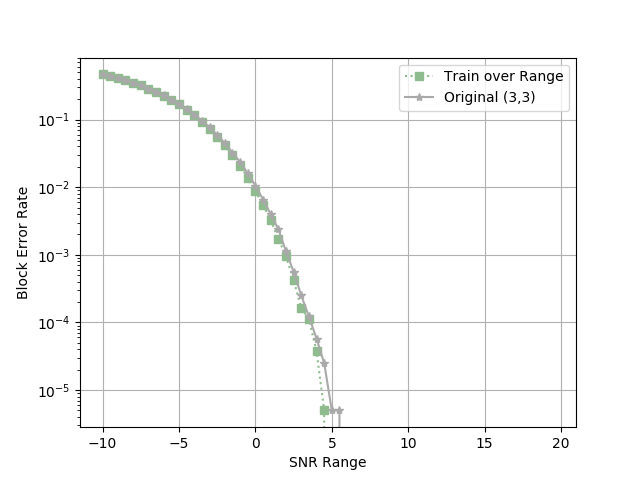 Train over Range
Original (3,3)
Block Error Rate
10⁻¹
10⁻²
10⁻³
10⁻⁴
10⁻⁵
−10 −5 0 5 10 15 20
SNR Range